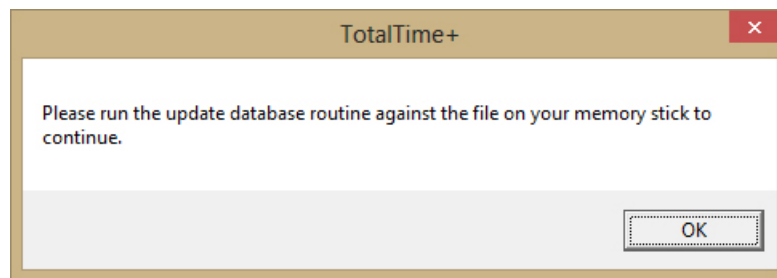 TotalTime+
Please run the update database routine against the file on your memory stick to
continue.
OK